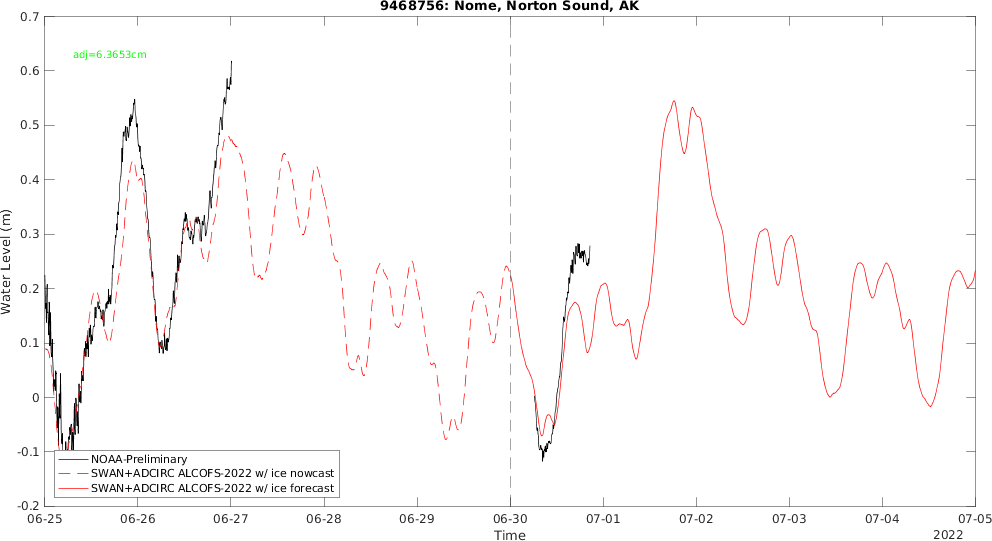 9468756: Nome, Norton Sound, AK
0.7
adj=6.3653cm
0.6
0.5
0.4
0.3
0.2
0.1
0
-0.1
-0.2
Water Level (m)
NOAA-Preliminary
SWAN+ADCIRC ALCOFS-2022 w/ ice nowcast
SWAN+ADCIRC ALCOFS-2022 w/ ice forecast
06-25 06-26 06-27 06-28 06-29 06-30 07-01 07-02 07-03 07-04 07-05
Time
2022